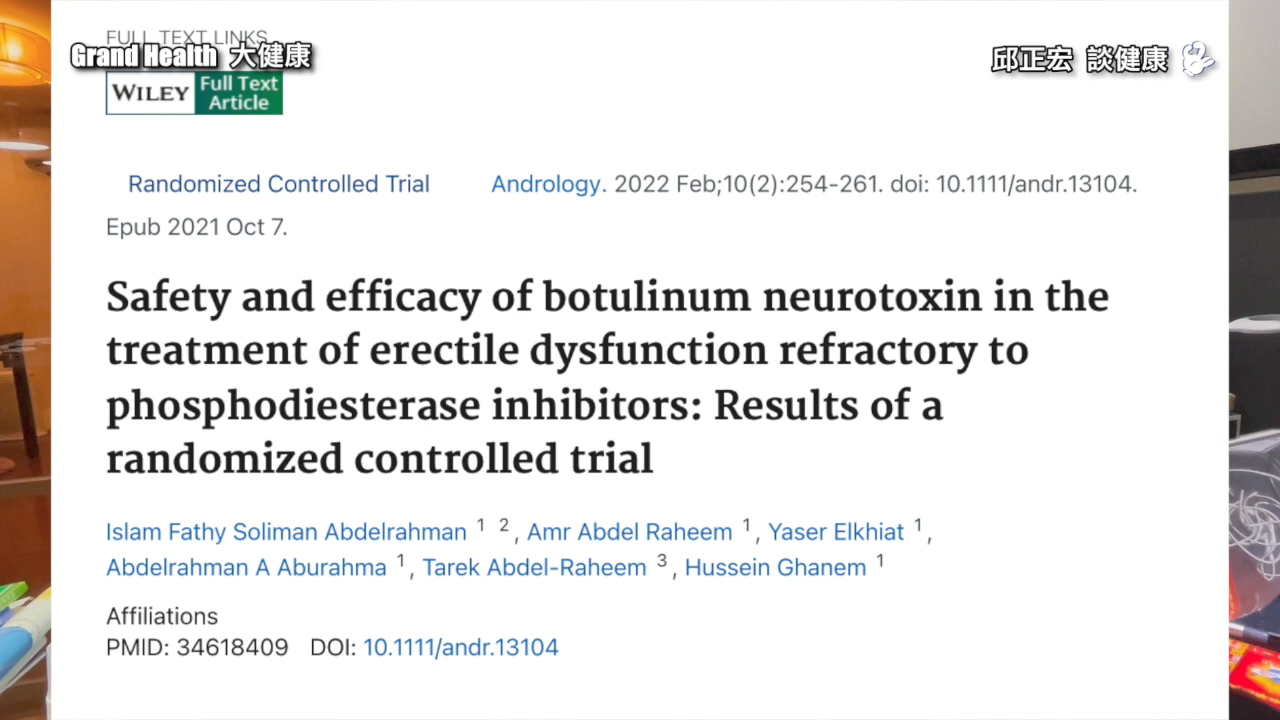 FULL TEXT LINKS
Grand Health 大健康
邱正宏 談健康
WILEY Full Text Article
Randomized Controlled Trial Andrology. 2022 Feb;10(2):254-261. doi: 10.1111/andr.13104.
Epub 2021 Oct 7.
Safety and efficacy of botulinum neurotoxin in the
treatment of erectile dysfunction refractory to
phosphodiesterase inhibitors: Results of a
randomized controlled trial
Islam Fathy Soliman Abdelrahman 1 2, Amr Abdel Raheem 1, Yaser Elkhiat 1,
Abdelrahman A Aburahma 1, Tarek Abdel-Raheem 3, Hussein Ghanem 1
Affiliations
PMID: 34618409 DOI: 10.1111/andr.13104